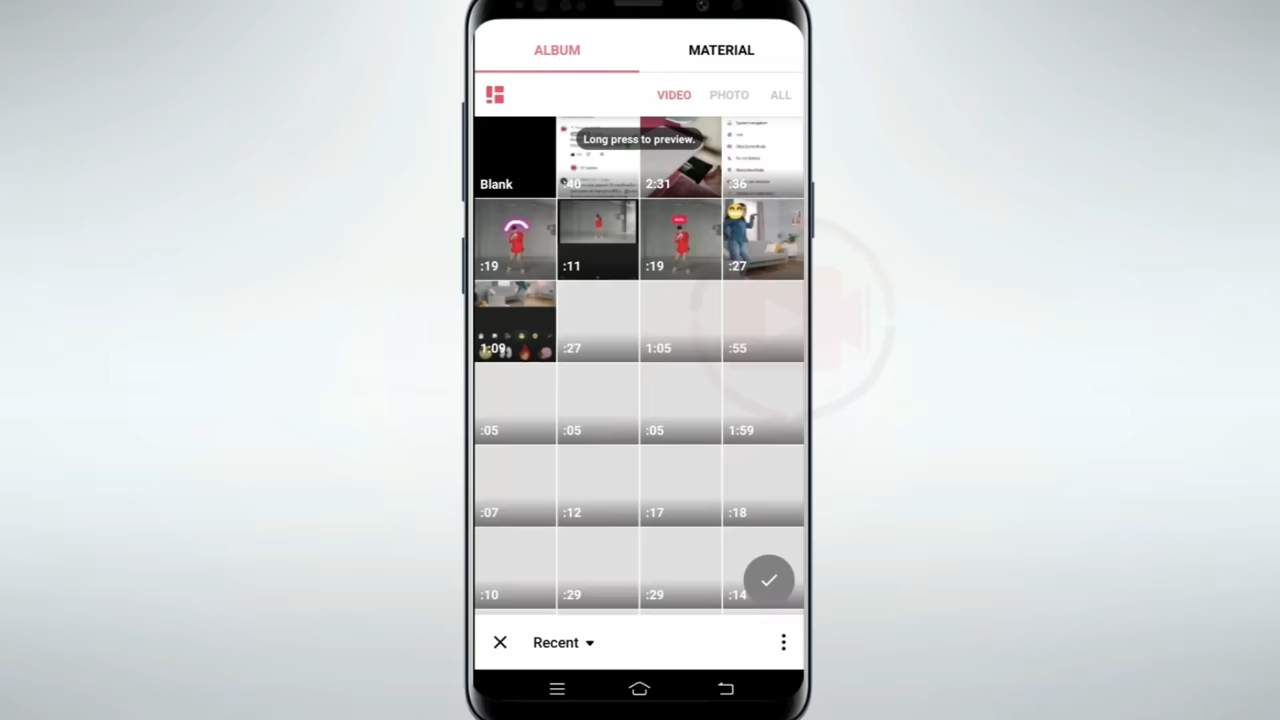 ALBUM MATERIAL
VIDEO PHOTO ALL
Long press to preview.
Blank :40 2:31 :36
:19 :11 :19 :27
1:09 :27 1:05 :55
:05 :05 :05 1:59
:07 :12 :17 :18
:10 :29 :29 :14
Recent